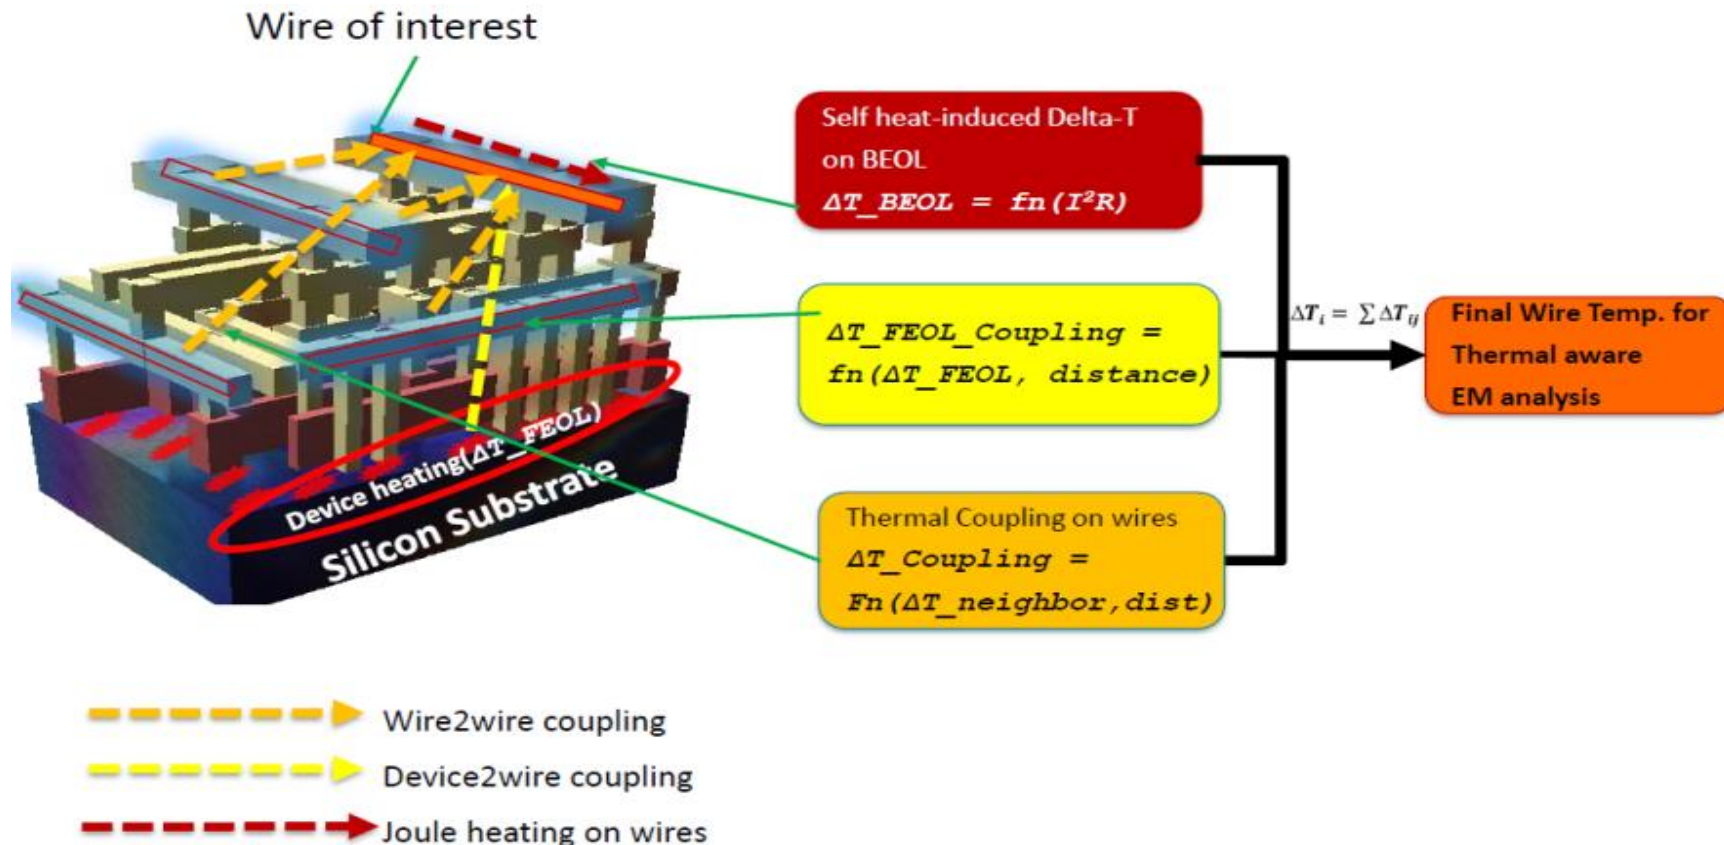 Wire of interest
Self heat-induced Delta-T
on BEOL
ΔT_BEOL = fn(I²R)
ΔT_FEOL_Coupling =
fn(ΔT_FEOL, distance)
Thermal Coupling on wires
ΔT_Coupling =
Fn(ΔT_neighbor,dist)
ΔTᵢ = ∑ ΔTᵢⱼ
Final Wire Temp. for
Thermal aware
EM analysis
Device heating(ΔT_FEOL)
Silicon Substrate
Wire2wire coupling
Device2wire coupling
Joule heating on wires